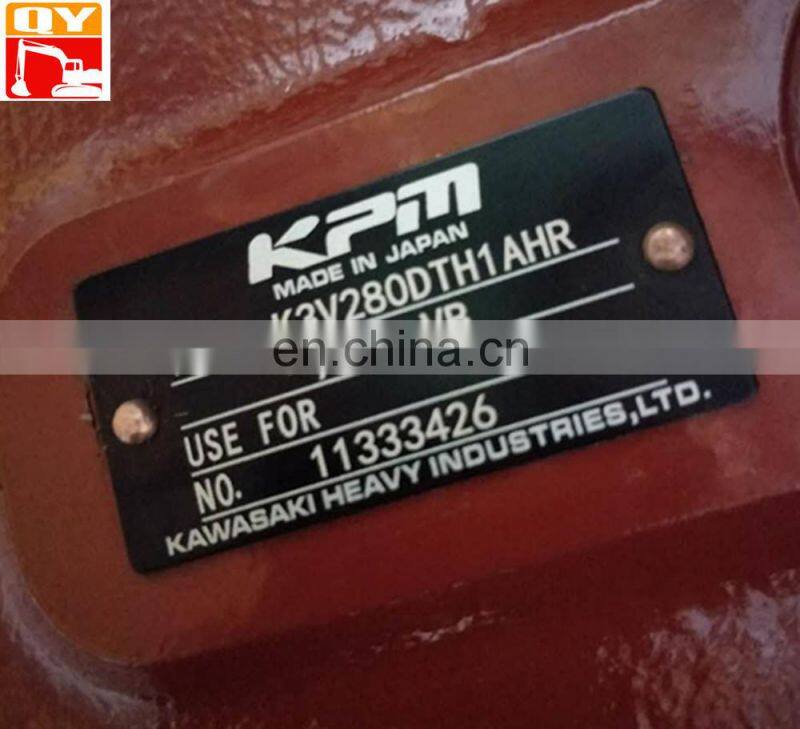 QY
KPM
MADE IN JAPAN
K3V280DTH1AHR
en.china.cn
USE FOR
NO. 11333426
KAWASAKI HEAVY INDUSTRIES,LTD.